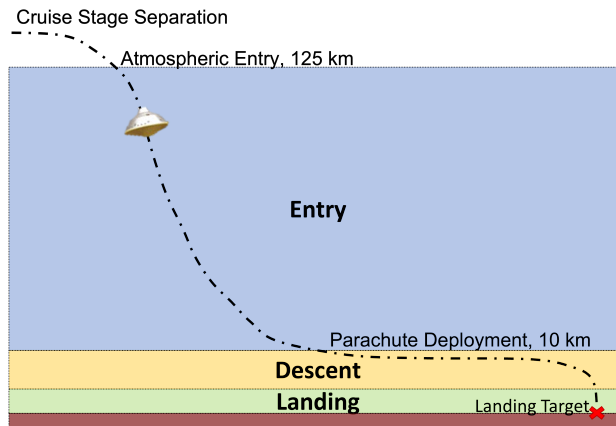 Cruise Stage Separation
Atmospheric Entry, 125 km
Entry
Parachute Deployment, 10 km
Descent
Landing
Landing Target